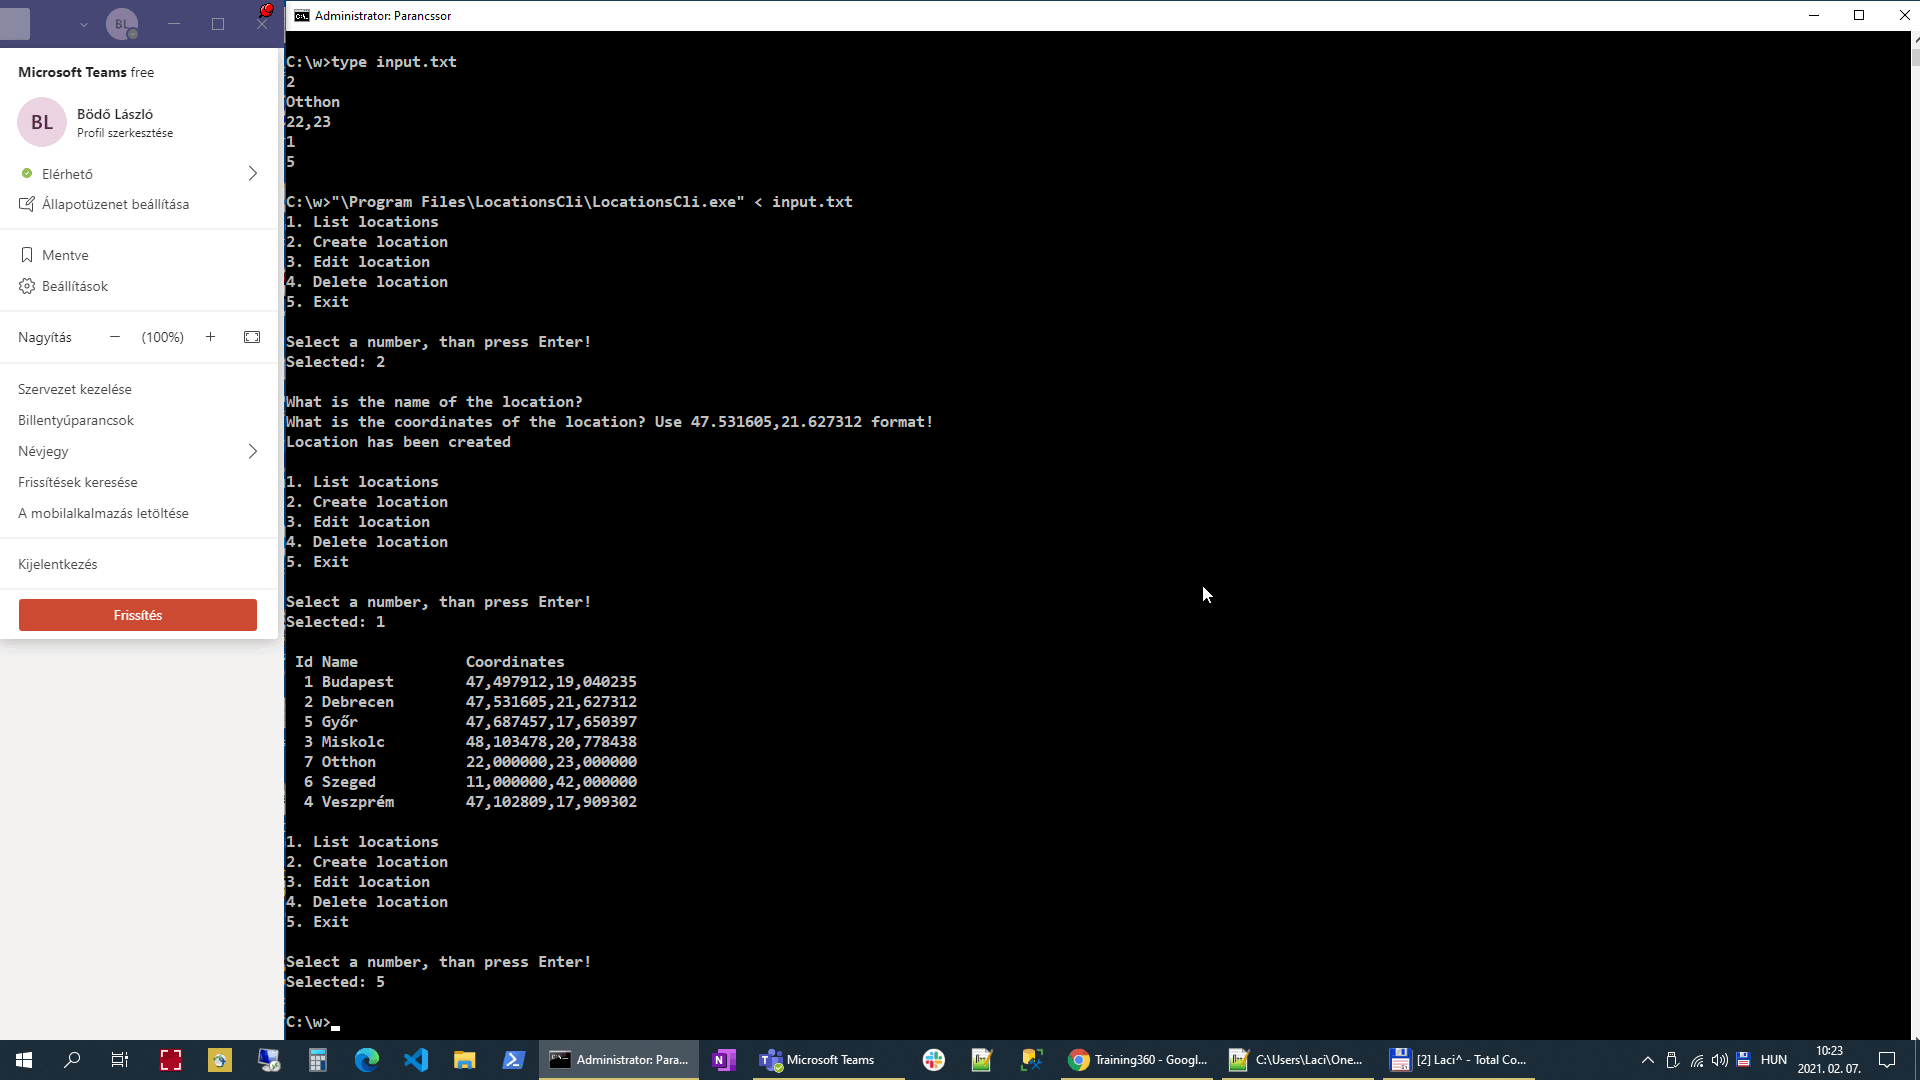 BL
Microsoft Teams free
BL
Bödő László
Profil szerkesztése
Elérhető
Állapotüzenet beállítása
Mentve
Beállítások
Nagyítás — (100%) +
Szervezet kezelése
Billentyűparancsok
Névjegy
Frissítések keresése
A mobilalkalmazás letöltése
Kijelentkezés
Frissítés
Administrator: Parancssor
C:\w>type input.txt
2
Otthon
22,23
1
5
C:\w>"\Program Files\LocationsCli\LocationsCli.exe" < input.txt
1. List locations
2. Create location
3. Edit location
4. Delete location
5. Exit
Select a number, than press Enter!
Selected: 2
What is the name of the location?
What is the coordinates of the location? Use 47.531605,21.627312 format!
Location has been created
1. List locations
2. Create location
3. Edit location
4. Delete location
5. Exit
Select a number, than press Enter!
Selected: 1
Id Name Coordinates
1 Budapest 47,497912,19,040235
2 Debrecen 47,531605,21,627312
5 Győr 47,687457,17,650397
3 Miskolc 48,103478,20,778438
7 Otthon 22,000000,23,000000
6 Szeged 11,000000,42,000000
4 Veszprém 47,102809,17,909302
1. List locations
2. Create location
3. Edit location
4. Delete location
5. Exit
Select a number, than press Enter!
Selected: 5
C:\w>
Administrator: Para...
Microsoft Teams
Training360 - Googl...
C:\Users\Laci\One...
[2] Laci^ - Total Co...
HUN
10:23
2021. 02. 07.